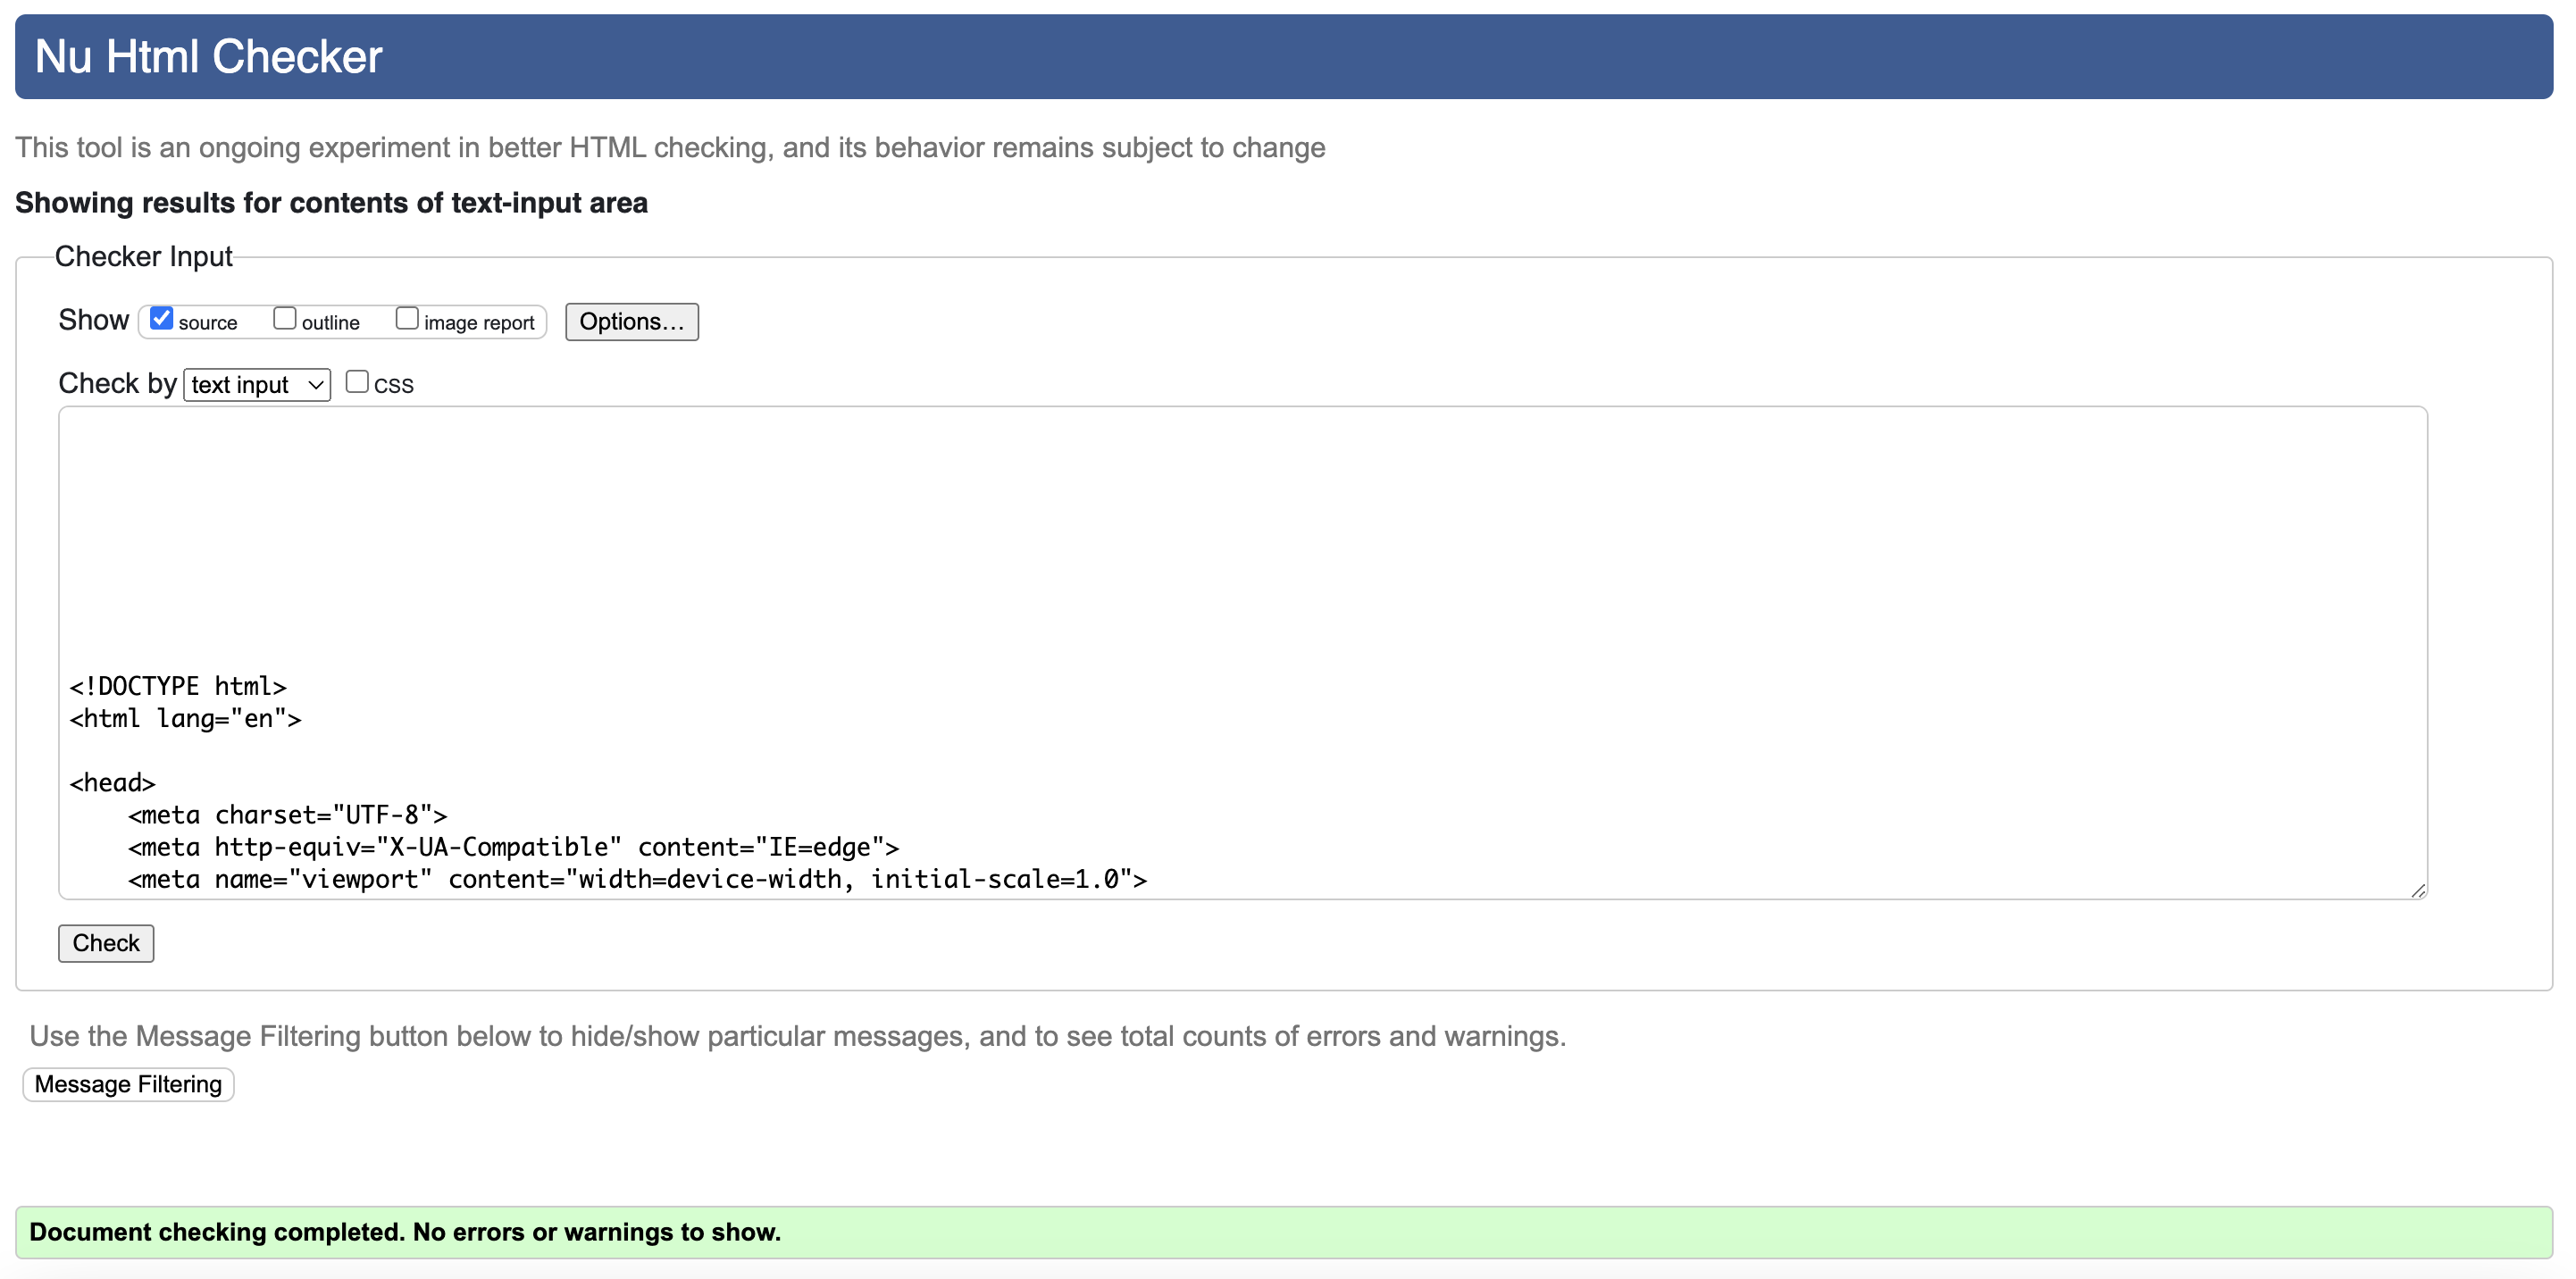 Nu Html Checker
This tool is an ongoing experiment in better HTML checking, and its behavior remains subject to change
Showing results for contents of text-input area
Checker Input
Show source outline image report Options…
Check by text input CSS
<!DOCTYPE html>
<html lang="en">
<head>
    <meta charset="UTF-8">
    <meta http-equiv="X-UA-Compatible" content="IE=edge">
    <meta name="viewport" content="width=device-width, initial-scale=1.0">
Check
Use the Message Filtering button below to hide/show particular messages, and to see total counts of errors and warnings.
Message Filtering
Document checking completed. No errors or warnings to show.